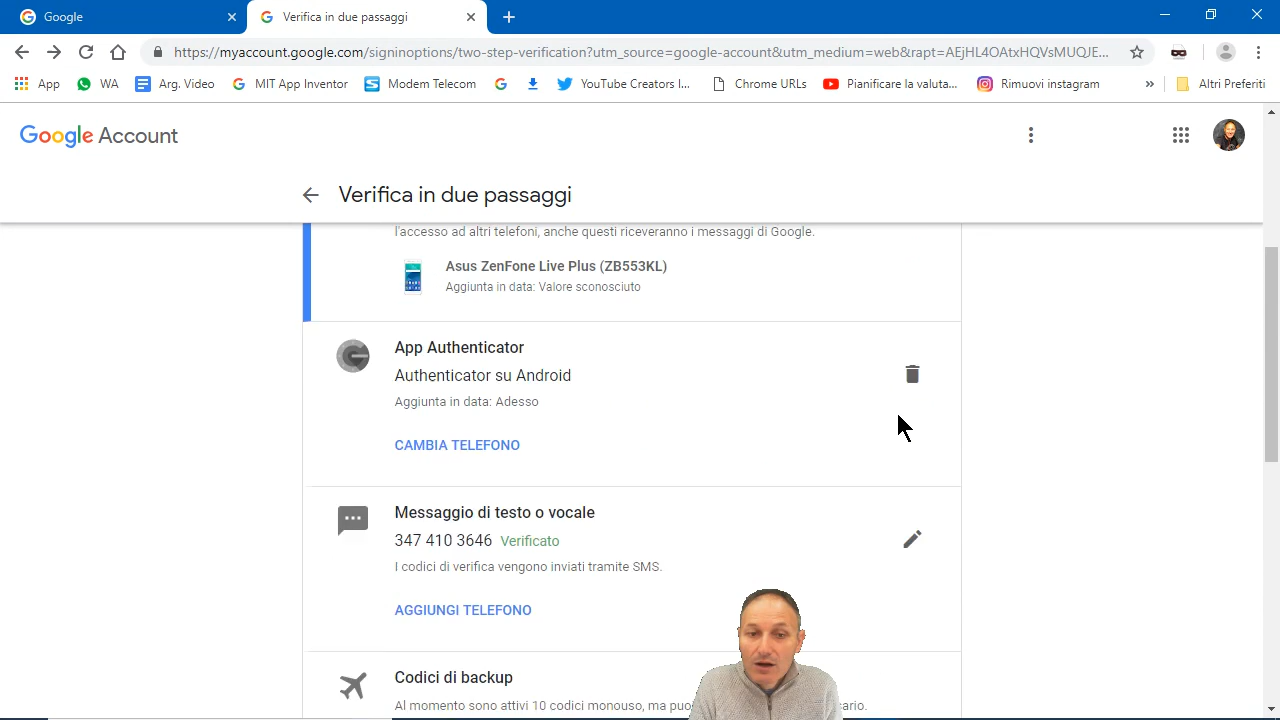 Google
Verifica in due passaggi
https://myaccount.google.com/signinoptions/two-step-verification?utm_source=google-account&utm_medium=web&rapt=AEjHL4OAtxHQVsMUQJE...
App
WA
Arg. Video
MIT App Inventor
Modem Telecom
YouTube Creators I...
Chrome URLs
Pianificare la valuta...
Rimuovi instagram
»
Altri Preferiti
Google Account
Verifica in due passaggi
l'accesso ad altri telefoni, anche questi riceveranno i messaggi di Google.
Asus ZenFone Live Plus (ZB553KL)
Aggiunta in data: Valore sconosciuto
App Authenticator
Authenticator su Android
Aggiunta in data: Adesso
CAMBIA TELEFONO
Messaggio di testo o vocale
347 410 3646 Verificato
I codici di verifica vengono inviati tramite SMS.
AGGIUNGI TELEFONO
Codici di backup
Al momento sono attivi 10 codici monouso, ma